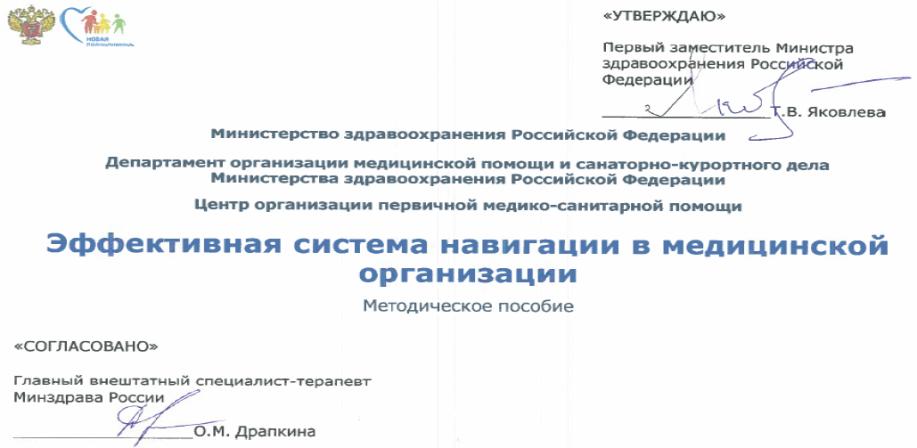 НОВАЯ
ПОЛИКЛИНИКА
«УТВЕРЖДАЮ»
Первый заместитель Министра
здравоохранения Российской
Федерации
Т.В. Яковлева
Министерство здравоохранения Российской Федерации
Департамент организации медицинской помощи и санаторно-курортного дела
Министерства здравоохранения Российской Федерации
Центр организации первичной медико-санитарной помощи
Эффективная система навигации в медицинской
организации
Методическое пособие
«СОГЛАСОВАНО»
Главный внештатный специалист-терапевт
Минздрава России
О.М. Драпкина